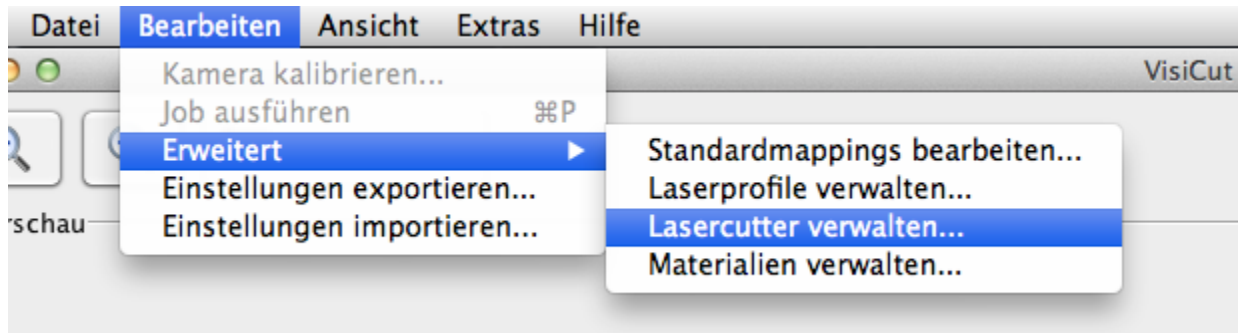 Datei Bearbeiten Ansicht Extras Hilfe
VisiCut
Kamera kalibrieren...
Job ausführen ⌘P
Erweitert ▶
Einstellungen exportieren...
Einstellungen importieren...
Standardmappings bearbeiten...
Laserprofile verwalten...
Lasercutter verwalten...
Materialien verwalten...
rschau